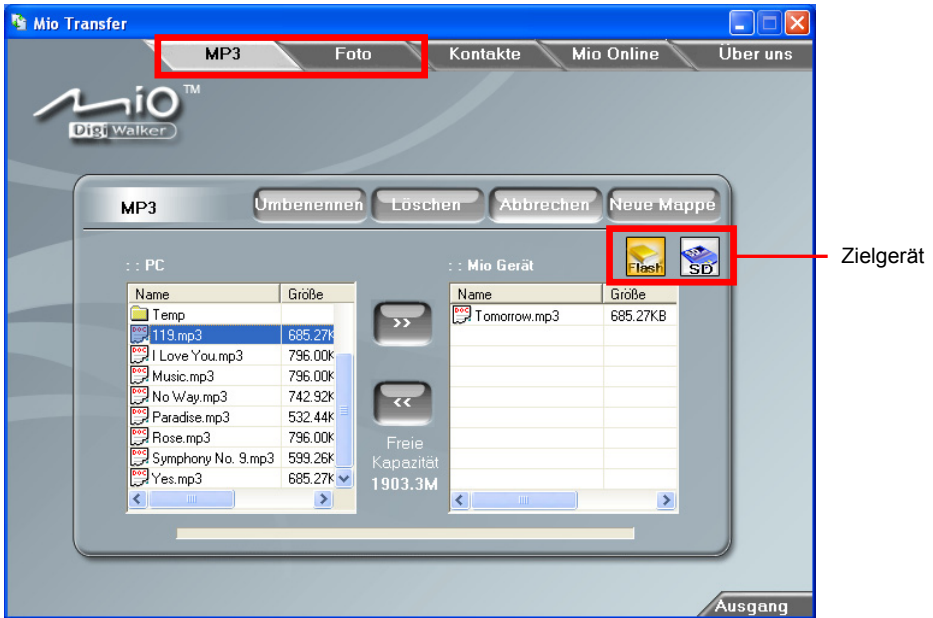 Mio Transfer
MP3 Foto Kontakte Mio Online Über uns
Mio TM
Digi Walker
MP3 Umbenennen Löschen Abbrechen Neue Mappe
: : PC : : Mio Gerät Flash SD Zielgerät
Name Größe Name Größe
Temp Tomorrow.mp3 685.27KB
119.mp3 685.27K
I Love You.mp3 796.00K
Music.mp3 796.00K
No Way.mp3 742.92K
Paradise.mp3 532.44K
Rose.mp3 796.00K
Symphony No. 9.mp3 599.26K
Yes.mp3 685.27K
>>
<<
Freie
Kapazität
1903.3M
Ausgang